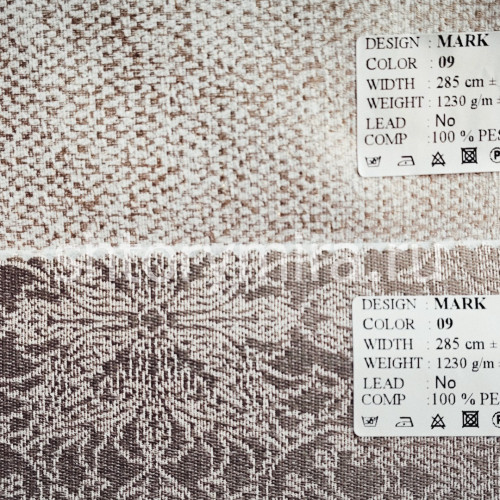 DESIGN : MARK
COLOR : 09
WIDTH : 285 cm ±
WEIGHT : 1230 g/m ±
LEAD : No
COMP :100 % PES
P
DESIGN : MARK
COLOR : 09
WIDTH : 285 cm ±
WEIGHT : 1230 g/m ±
LEAD : No
COMP :100 % PES
P